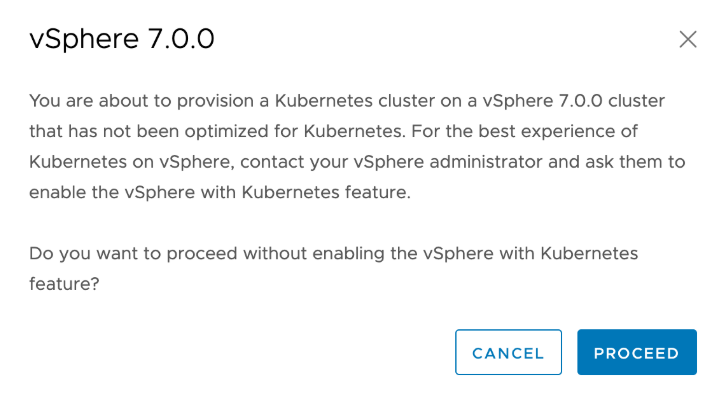 vSphere 7.0.0
You are about to provision a Kubernetes cluster on a vSphere 7.0.0 cluster
that has not been optimized for Kubernetes. For the best experience of
Kubernetes on vSphere, contact your vSphere administrator and ask them to
enable the vSphere with Kubernetes feature.
Do you want to proceed without enabling the vSphere with Kubernetes
feature?
CANCEL PROCEED